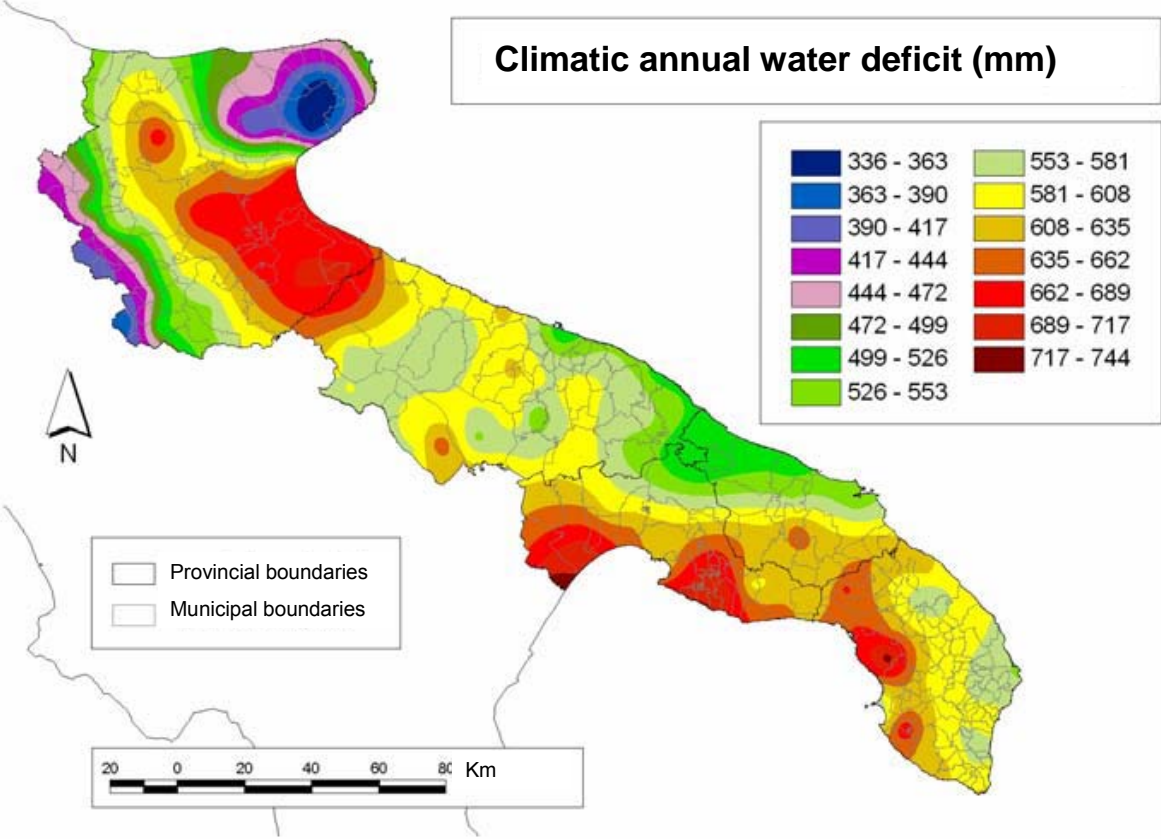 Climatic annual water deficit (mm)
336 - 363
363 - 390
390 - 417
417 - 444
444 - 472
472 - 499
499 - 526
526 - 553
553 - 581
581 - 608
608 - 635
635 - 662
662 - 689
689 - 717
717 - 744
N
Provincial boundaries
Municipal boundaries
20 0 20 40 60 80 Km